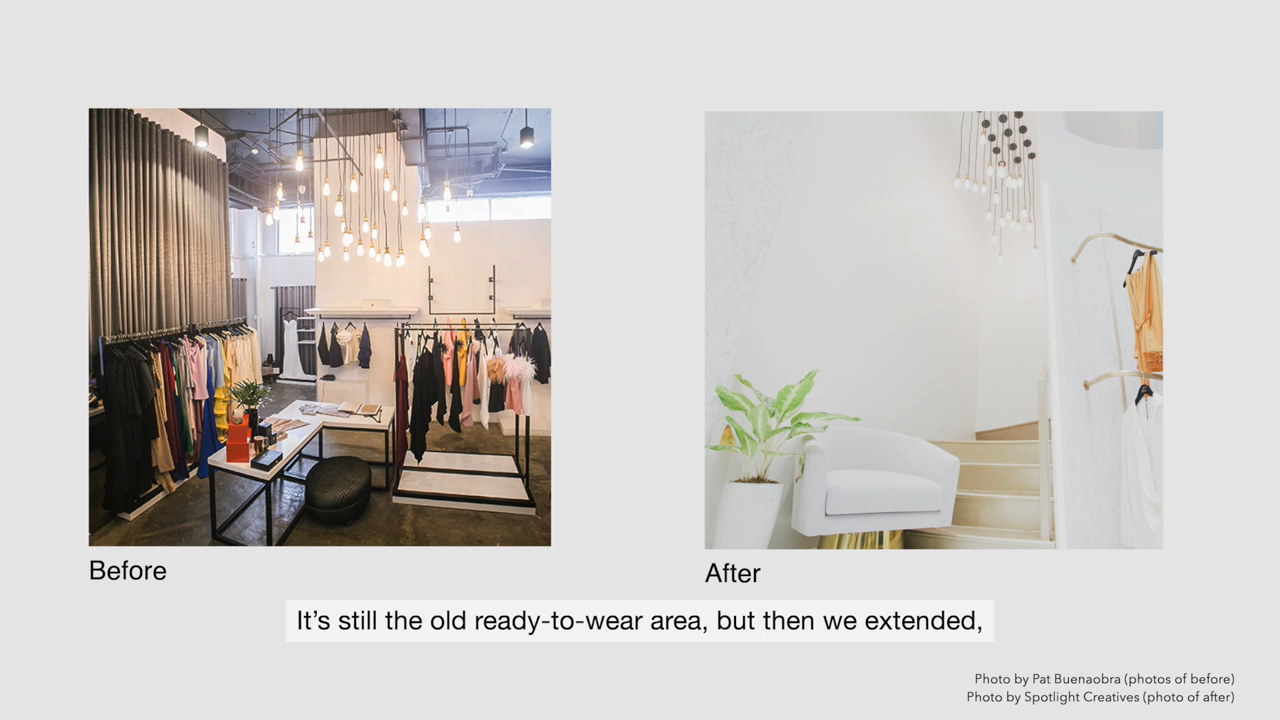 Before
After
It's still the old ready-to-wear area, but then we extended,
Photo by Pat Buenaobra (photos of before)
Photo by Spotlight Creatives (photo of after)